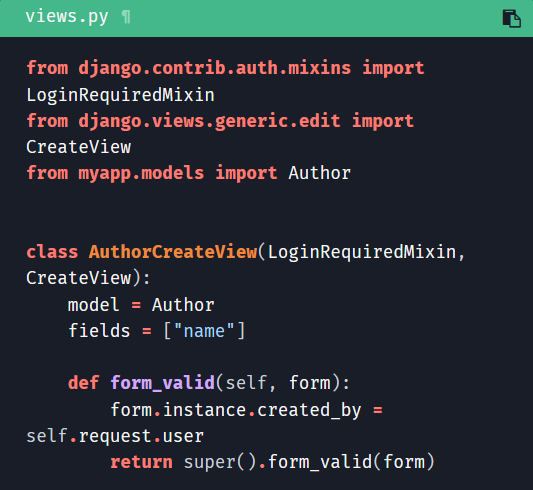 views.py ¶
from django.contrib.auth.mixins import
LoginRequiredMixin
from django.views.generic.edit import
CreateView
from myapp.models import Author
class AuthorCreateView(LoginRequiredMixin,
CreateView):
    model = Author
    fields = ["name"]
    def form_valid(self, form):
        form.instance.created_by =
self.request.user
        return super().form_valid(form)